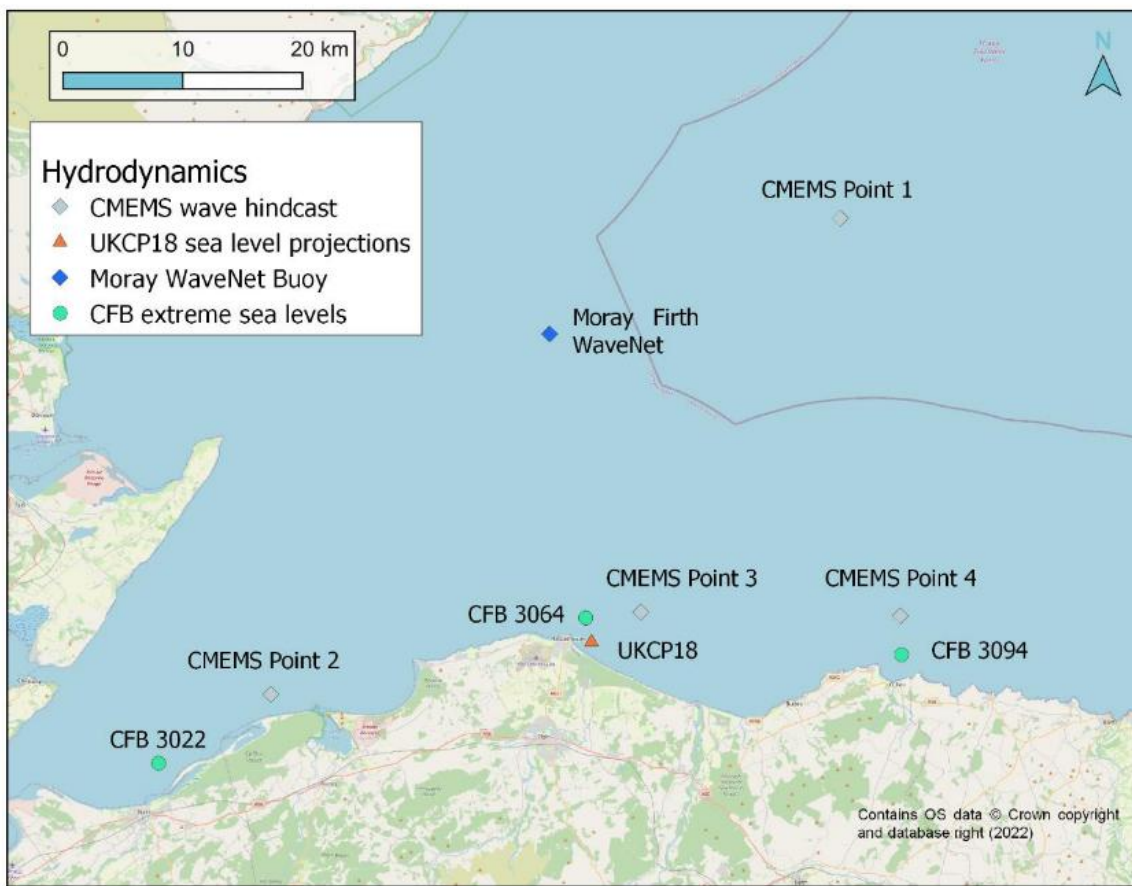 0 10 20 km
N
Hydrodynamics
CMEMS wave hindcast
UKCP18 sea level projections
Moray WaveNet Buoy
CFB extreme sea levels
CMEMS Point 1
Moray Firth
WaveNet
CMEMS Point 3
CMEMS Point 4
CFB 3064
UKCP18
CFB 3094
CMEMS Point 2
CFB 3022
Contains OS data © Crown copyright
and database right (2022)